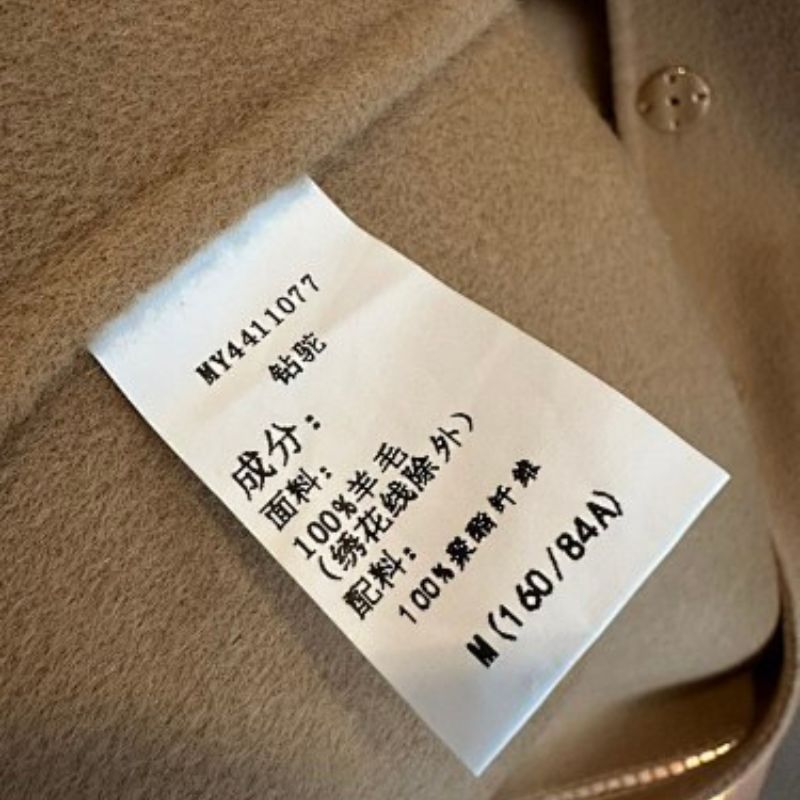 MY4411077
钻驼
成分：
面料：
100%羊毛
（绣花线除外）
配料：
100%聚酯纤维
M(160/84A)